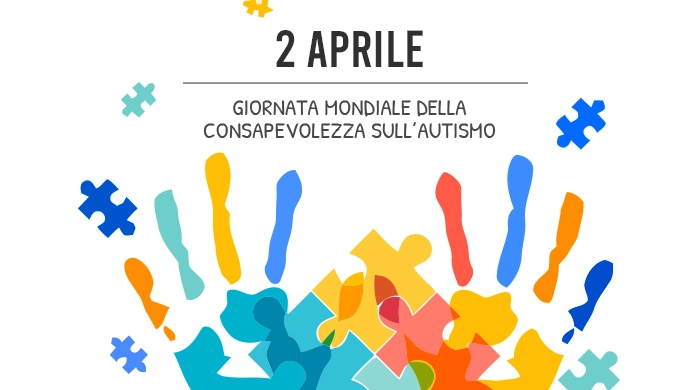 2 APRILE
GIORNATA MONDIALE DELLA
CONSAPEVOLEZZA SULL'AUTISMO